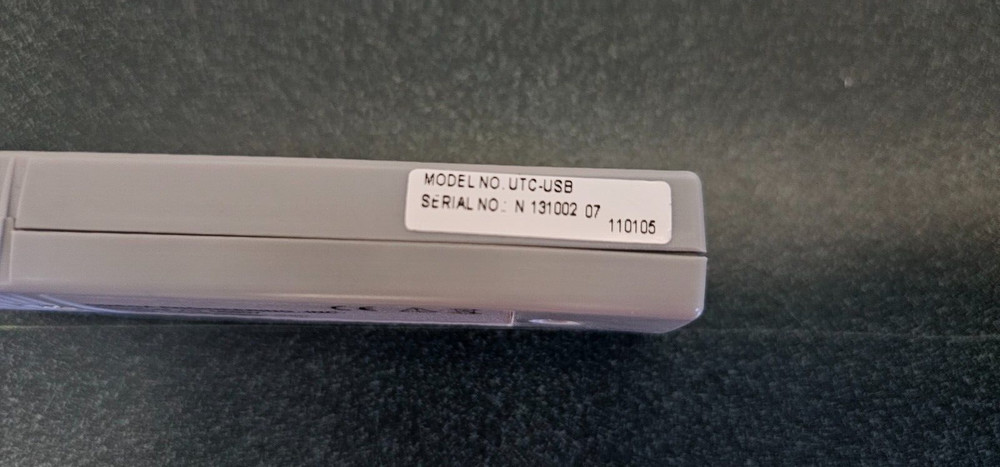 MODEL NO. UTC-USB
SERIAL NO.: N 131002 07
110105